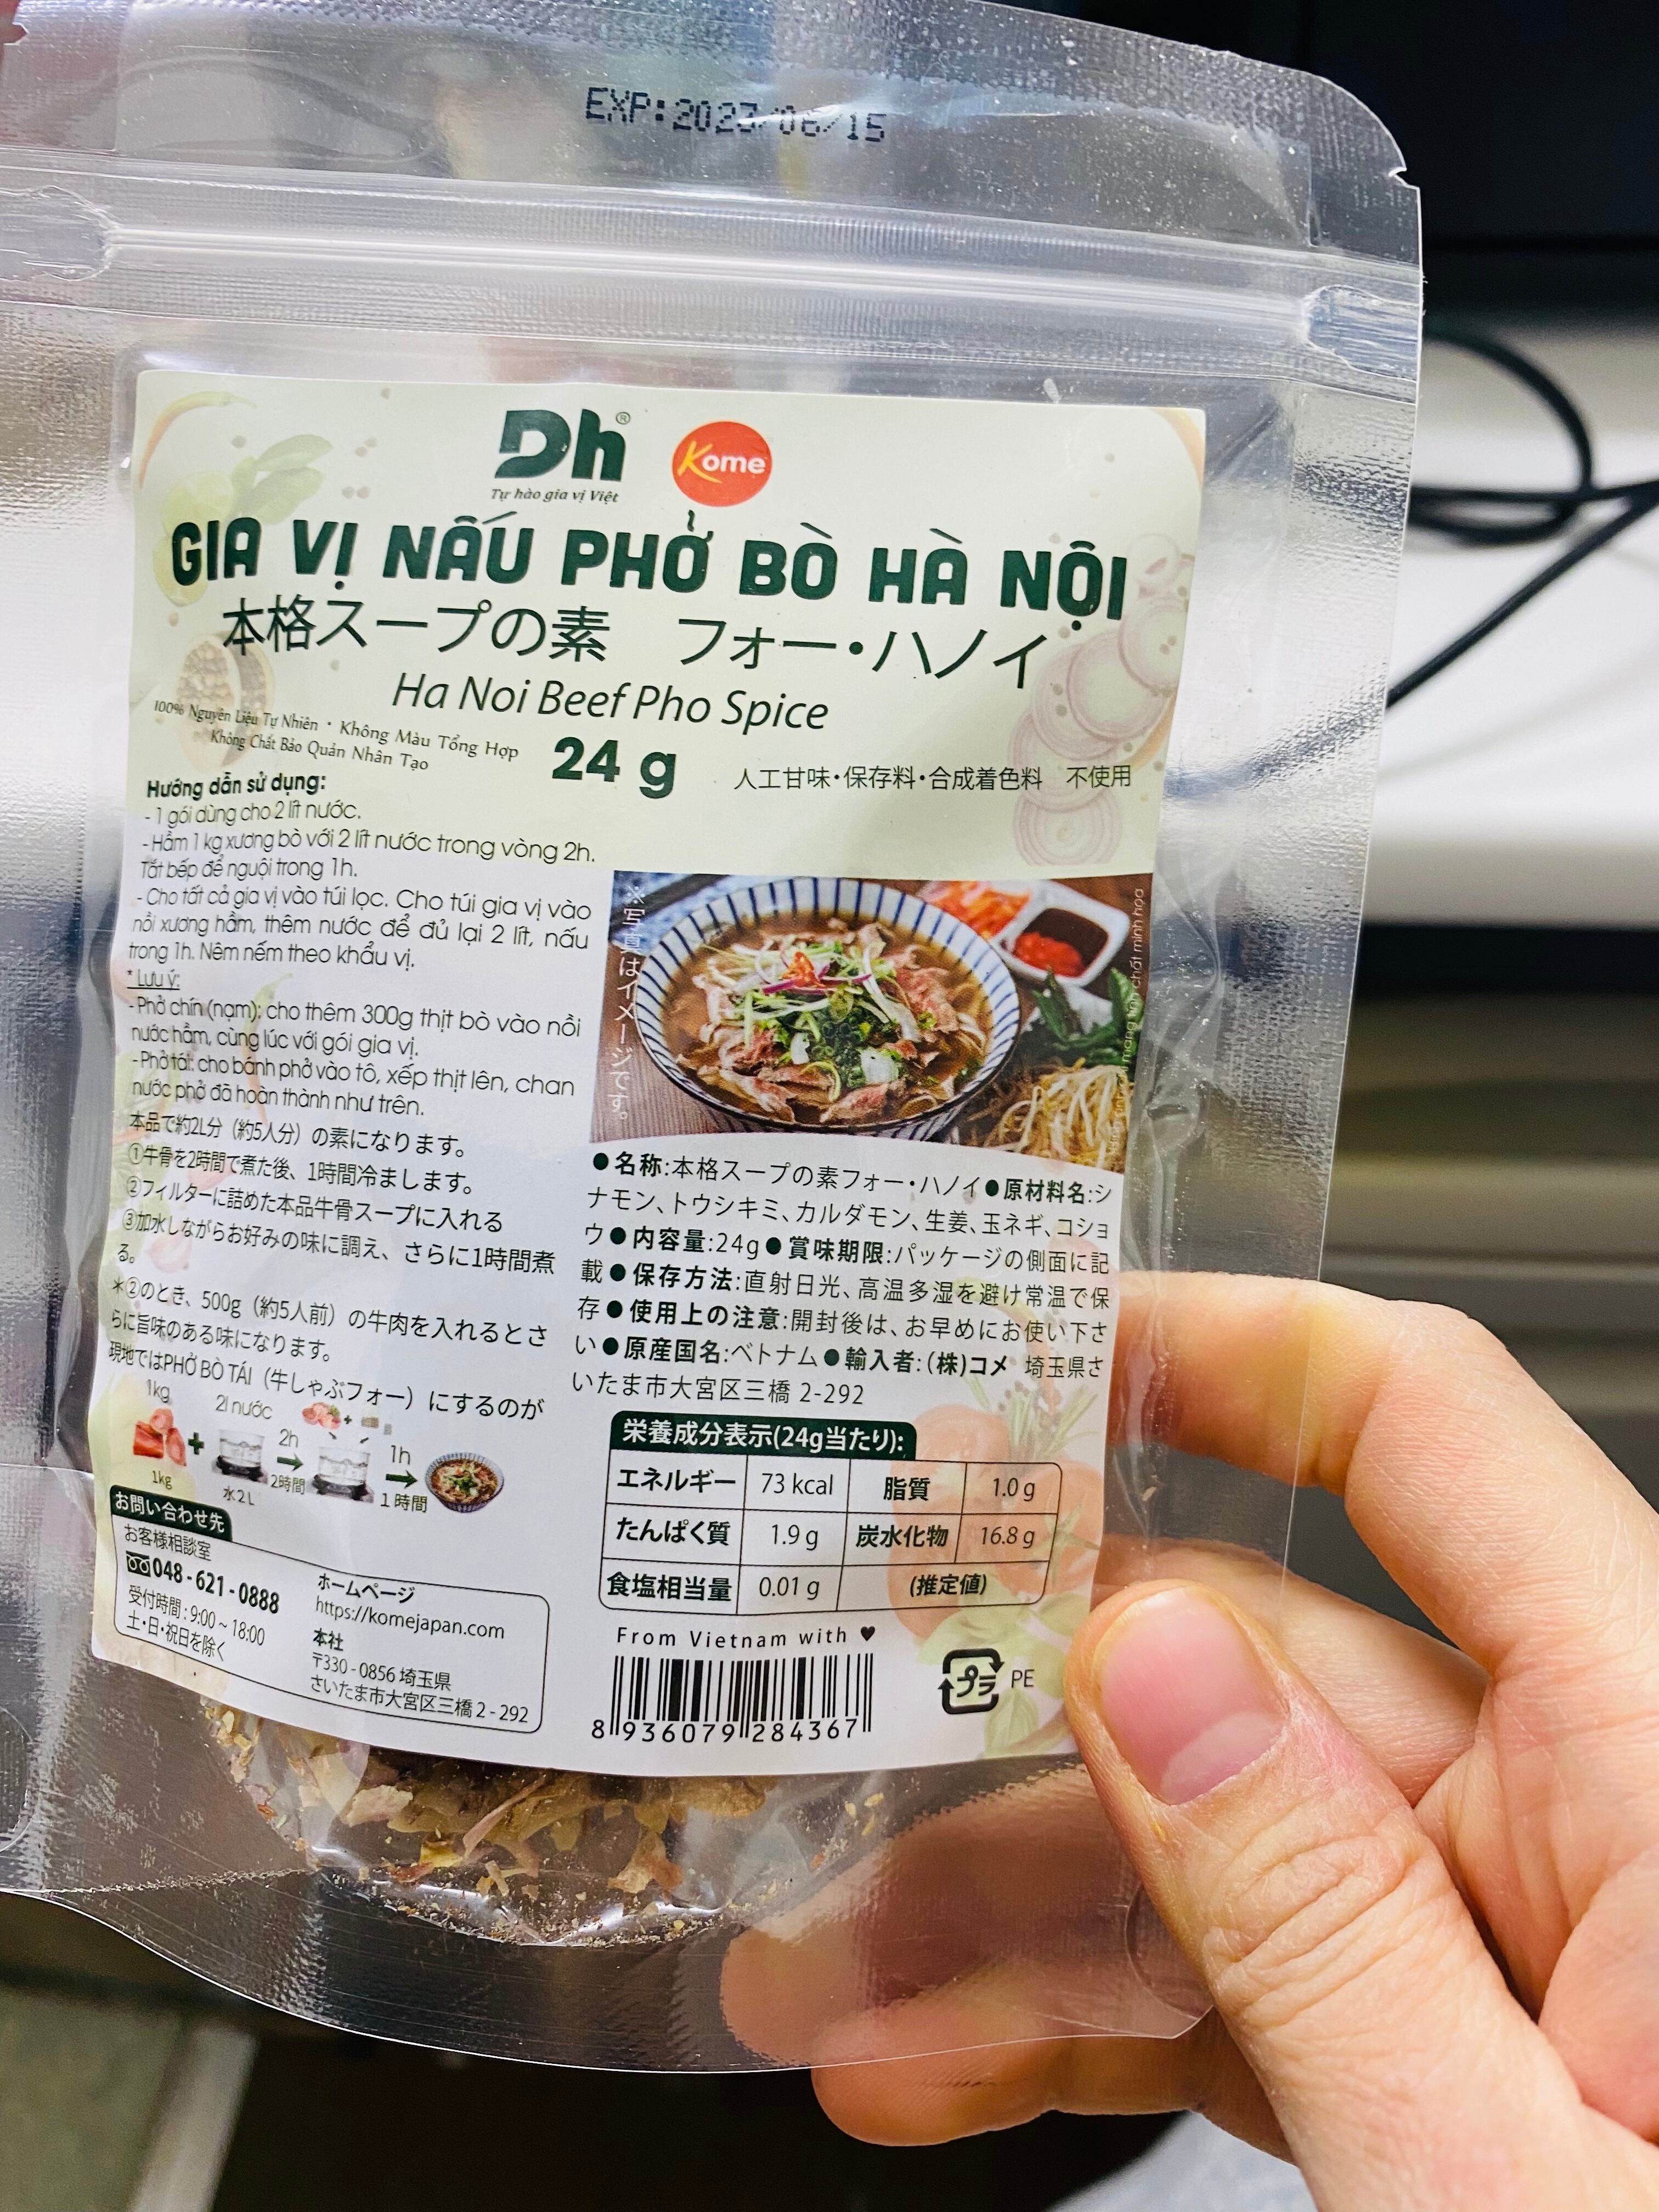 EXP:2023/06/15
Dh®
Tự hào gia vị Việt
Kome
GIA VỊ NẤU PHỞ BÒ HÀ NỘI
本格スープの素　フォー・ハノイ
Ha Noi Beef Pho Spice
100% Nguyên Liệu Tự Nhiên · Không Màu Tổng Hợp
Không Chất Bảo Quản Nhân Tạo
24 g
人工甘味・保存料・合成着色料　不使用
Hướng dẫn sử dụng:
- 1 gói dùng cho 2 lít nước.
- Hầm 1 kg xương bò với 2 lít nước trong vòng 2h.
Tắt bếp để nguội trong 1h.
- Cho tất cả gia vị vào túi lọc. Cho túi gia vị vào
nồi xương hầm, thêm nước để đủ lại 2 lít, nấu
trong 1h. Nêm nếm theo khẩu vị.
* Lưu ý:
- Phở chín (nạm): cho thêm 300g thịt bò vào nồi
nước hầm, cùng lúc với gói gia vị.
- Phở tái: cho bánh phở vào tô, xếp thịt lên, chan
nước phở đã hoàn thành như trên.
本品で約2L分（約5人分）の素になります。
①牛骨を2時間で煮た後、1時間冷まします。
②フィルターに詰めた本品牛骨スープに入れる
③加水しながらお好みの味に調え、さらに1時間煮
る。
＊②のとき、500g（約5人前）の牛肉を入れるとさ
らに旨味のある味になります。
現地ではPHỞ BÒ TÁI（牛しゃぶフォー）にするのが
1kg
2l nước
2h
1h
1kg
水2L
2時間
1時間
お問い合わせ先
お客様相談室
048-621-0888
受付時間：9:00～18:00
土・日・祝日を除く
ホームページ
https://komejapan.com
本社
〒330-0856 埼玉県
さいたま市大宮区三橋2-292
※写真はイメージです。
mang tính chất minh họa
●名称:本格スープの素フォー・ハノイ●原材料名:シ
ナモン、トウシキミ、カルダモン、生姜、玉ネギ、コショ
ウ●内容量:24g●賞味期限:パッケージの側面に記
載●保存方法:直射日光、高温多湿を避け常温で保
存●使用上の注意:開封後は、お早めにお使い下さ
い●原産国名:ベトナム●輸入者:(株)コメ 埼玉県さ
いたま市大宮区三橋 2-292
栄養成分表示(24g当たり):
エネルギー 73 kcal 脂質 1.0 g
たんぱく質 1.9 g 炭水化物 16.8 g
食塩相当量 0.01 g (推定値)
From Vietnam with ♥
8 936079 284367
プラ PE